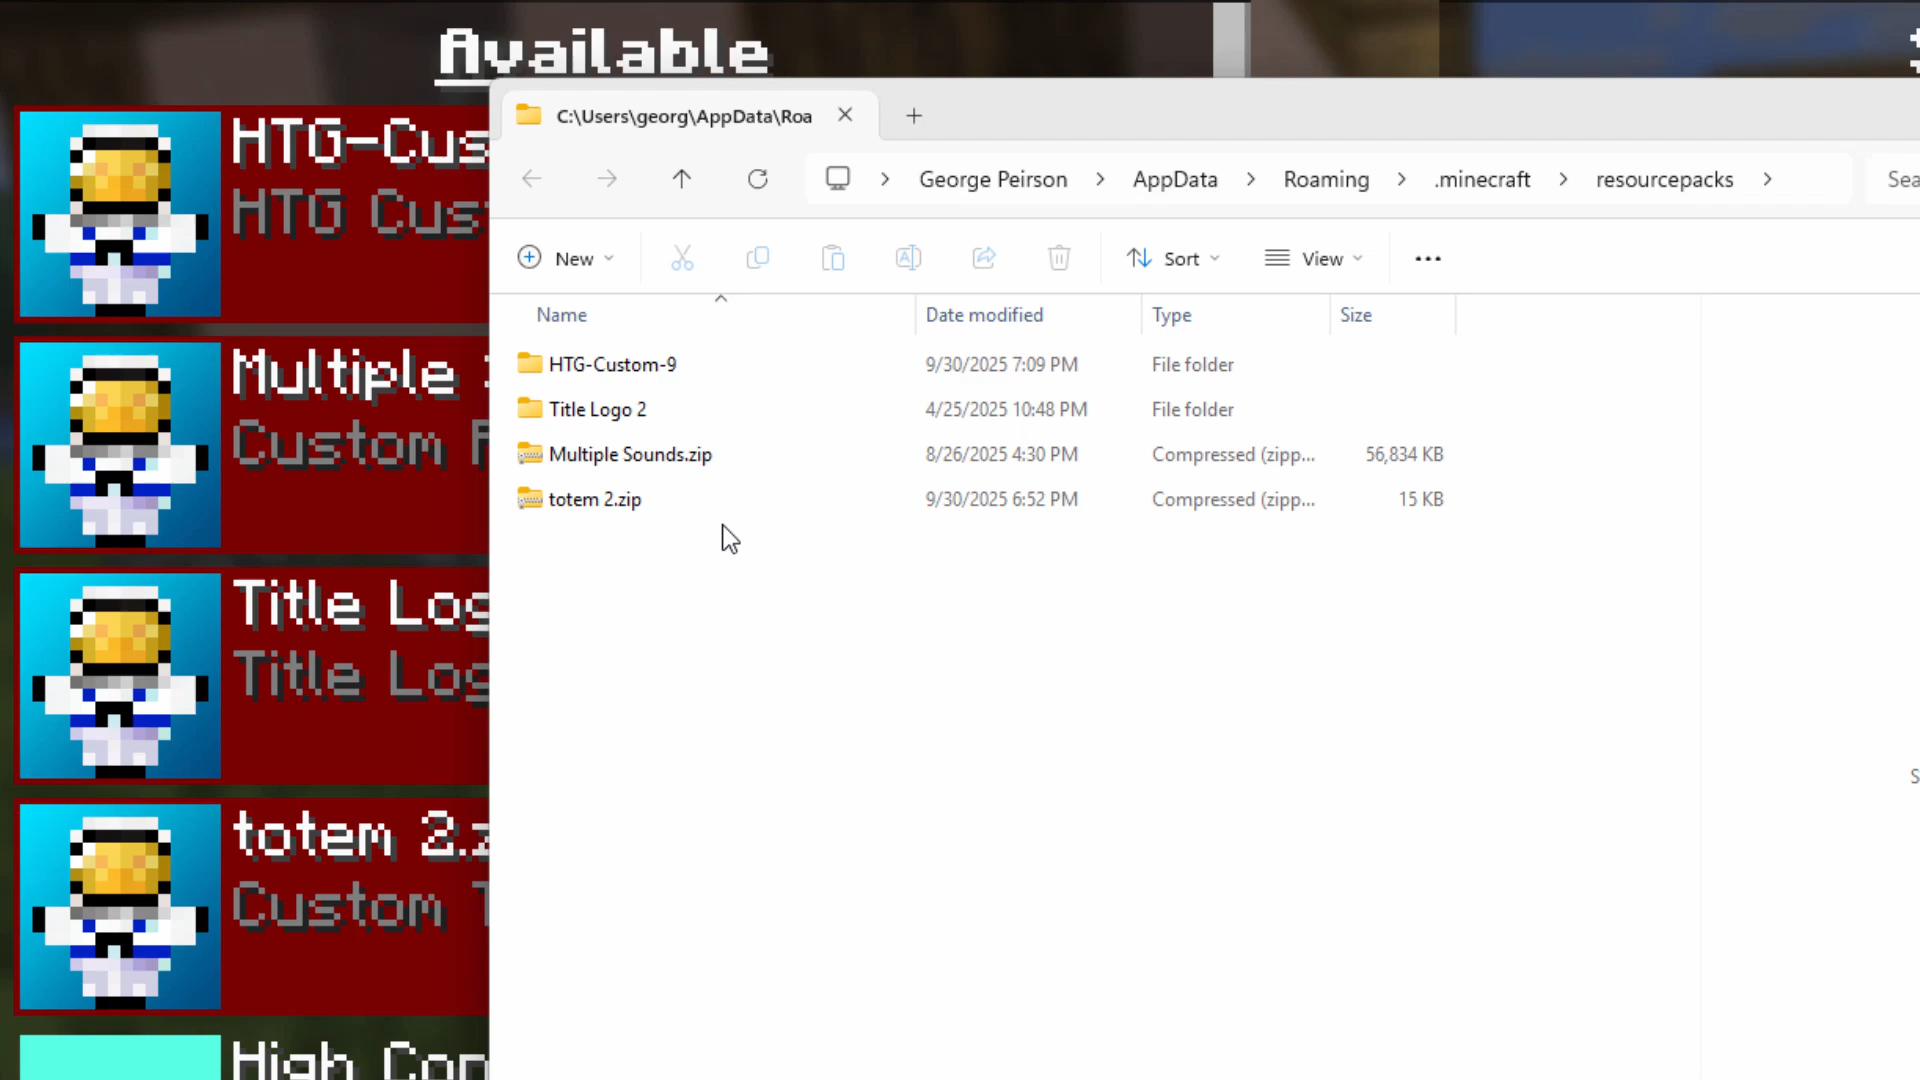 Available
HTG-Cus
HTG Cus
Multiple
Custom
Title Log
Title Log
totem 2.z
Custom
High Con
C:\Users\georg\AppData\Roa
George Peirson > AppData > Roaming > .minecraft > resourcepacks >
Sea
New
Sort
View
Name
Date modified
Type
Size
HTG-Custom-9 9/30/2025 7:09 PM File folder
Title Logo 2 4/25/2025 10:48 PM File folder
Multiple Sounds.zip 8/26/2025 4:30 PM Compressed (zipp... 56,834 KB
totem 2.zip 9/30/2025 6:52 PM Compressed (zipp... 15 KB
S